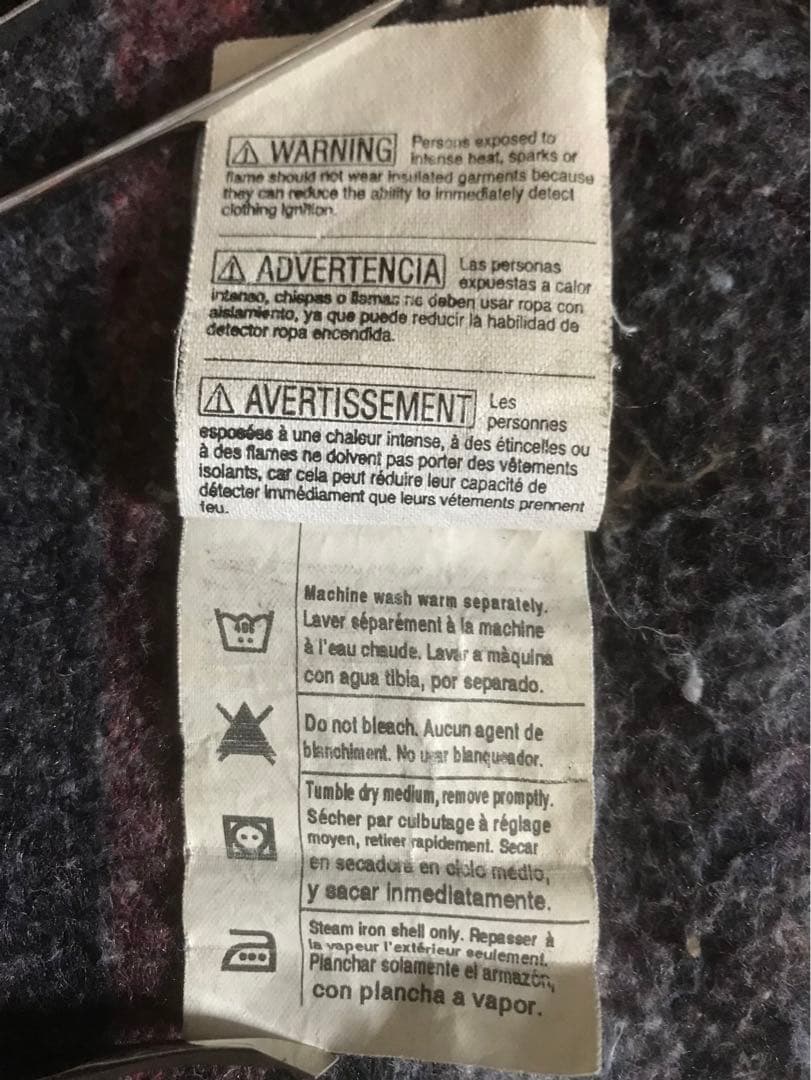 ⚠ WARNING Persons exposed to
intense heat, sparks or
flame should not wear insulated garments because
they can reduce the ability to immediately detect
clothing ignition.
⚠ ADVERTENCIA Las personas
expuestas a calor
intenso, chispas o llamas no deben usar ropa con
aislamiento, ya que puede reducir la habilidad de
detector ropa encendida.
⚠ AVERTISSEMENT Les
personnes
esposées à une chaleur intense, à des étincelles ou
à des flames ne doivent pas porter des vêtements
isolants, car cela peut réduire leur capacité de
détecter immédiament que leurs vétements prennent
feu.
Machine wash warm separately.
Laver séparément à la machine
à l'eau chaude. Lavar a màquina
con agua tibia, por separado.
Do not bleach. Aucun agent de
blanchiment. No usar blanqueador.
Tumble dry medium, remove promptly.
Sécher par culbutage à réglage
moyen, retirer rapidement. Secar
en secadora en ciclo medio,
y sacar inmediatamente.
Steam iron shell only. Repasser à
la vapeur l'extérieur seulement.
Planchar solamente el armazón,
con plancha a vapor.